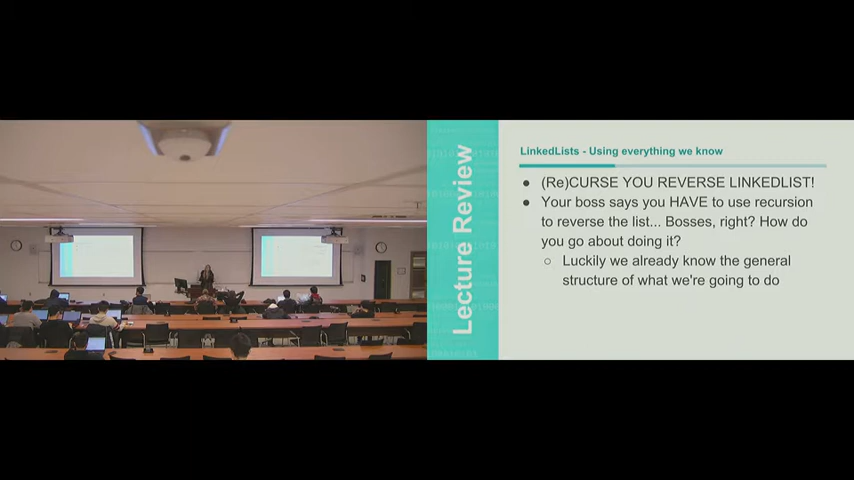 Lecture Review
LinkedLists - Using everything we know
● (Re)CURSE YOU REVERSE LINKEDLIST!
● Your boss says you HAVE to use recursion
to reverse the list... Bosses, right? How do
you go about doing it?
○ Luckily we already know the general
structure of what we're going to do